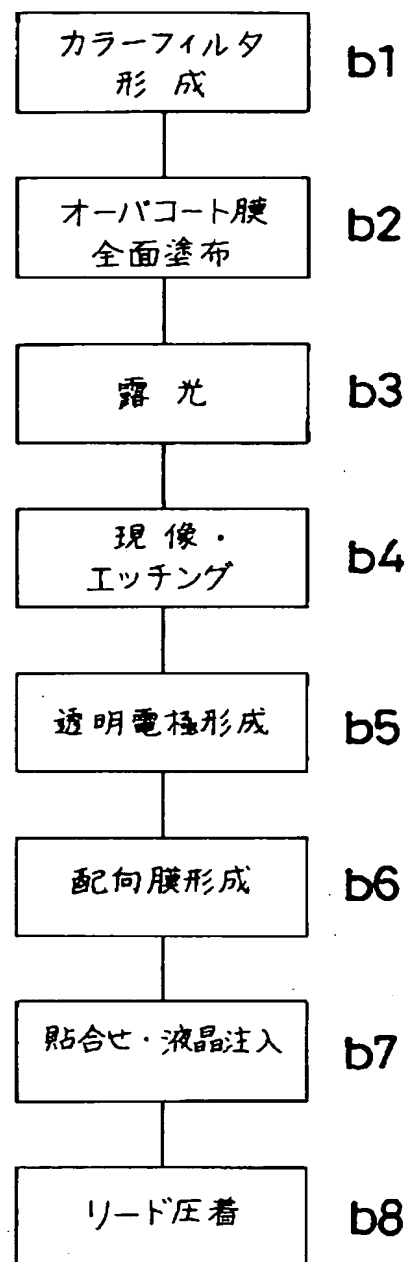 カラーフィルタ
形成
b1
オーバコート膜
全面塗布
b2
露光
b3
現像・
エッチング
b4
透明電極形成
b5
配向膜形成
b6
貼合せ・液晶注入
b7
リード圧着
b8